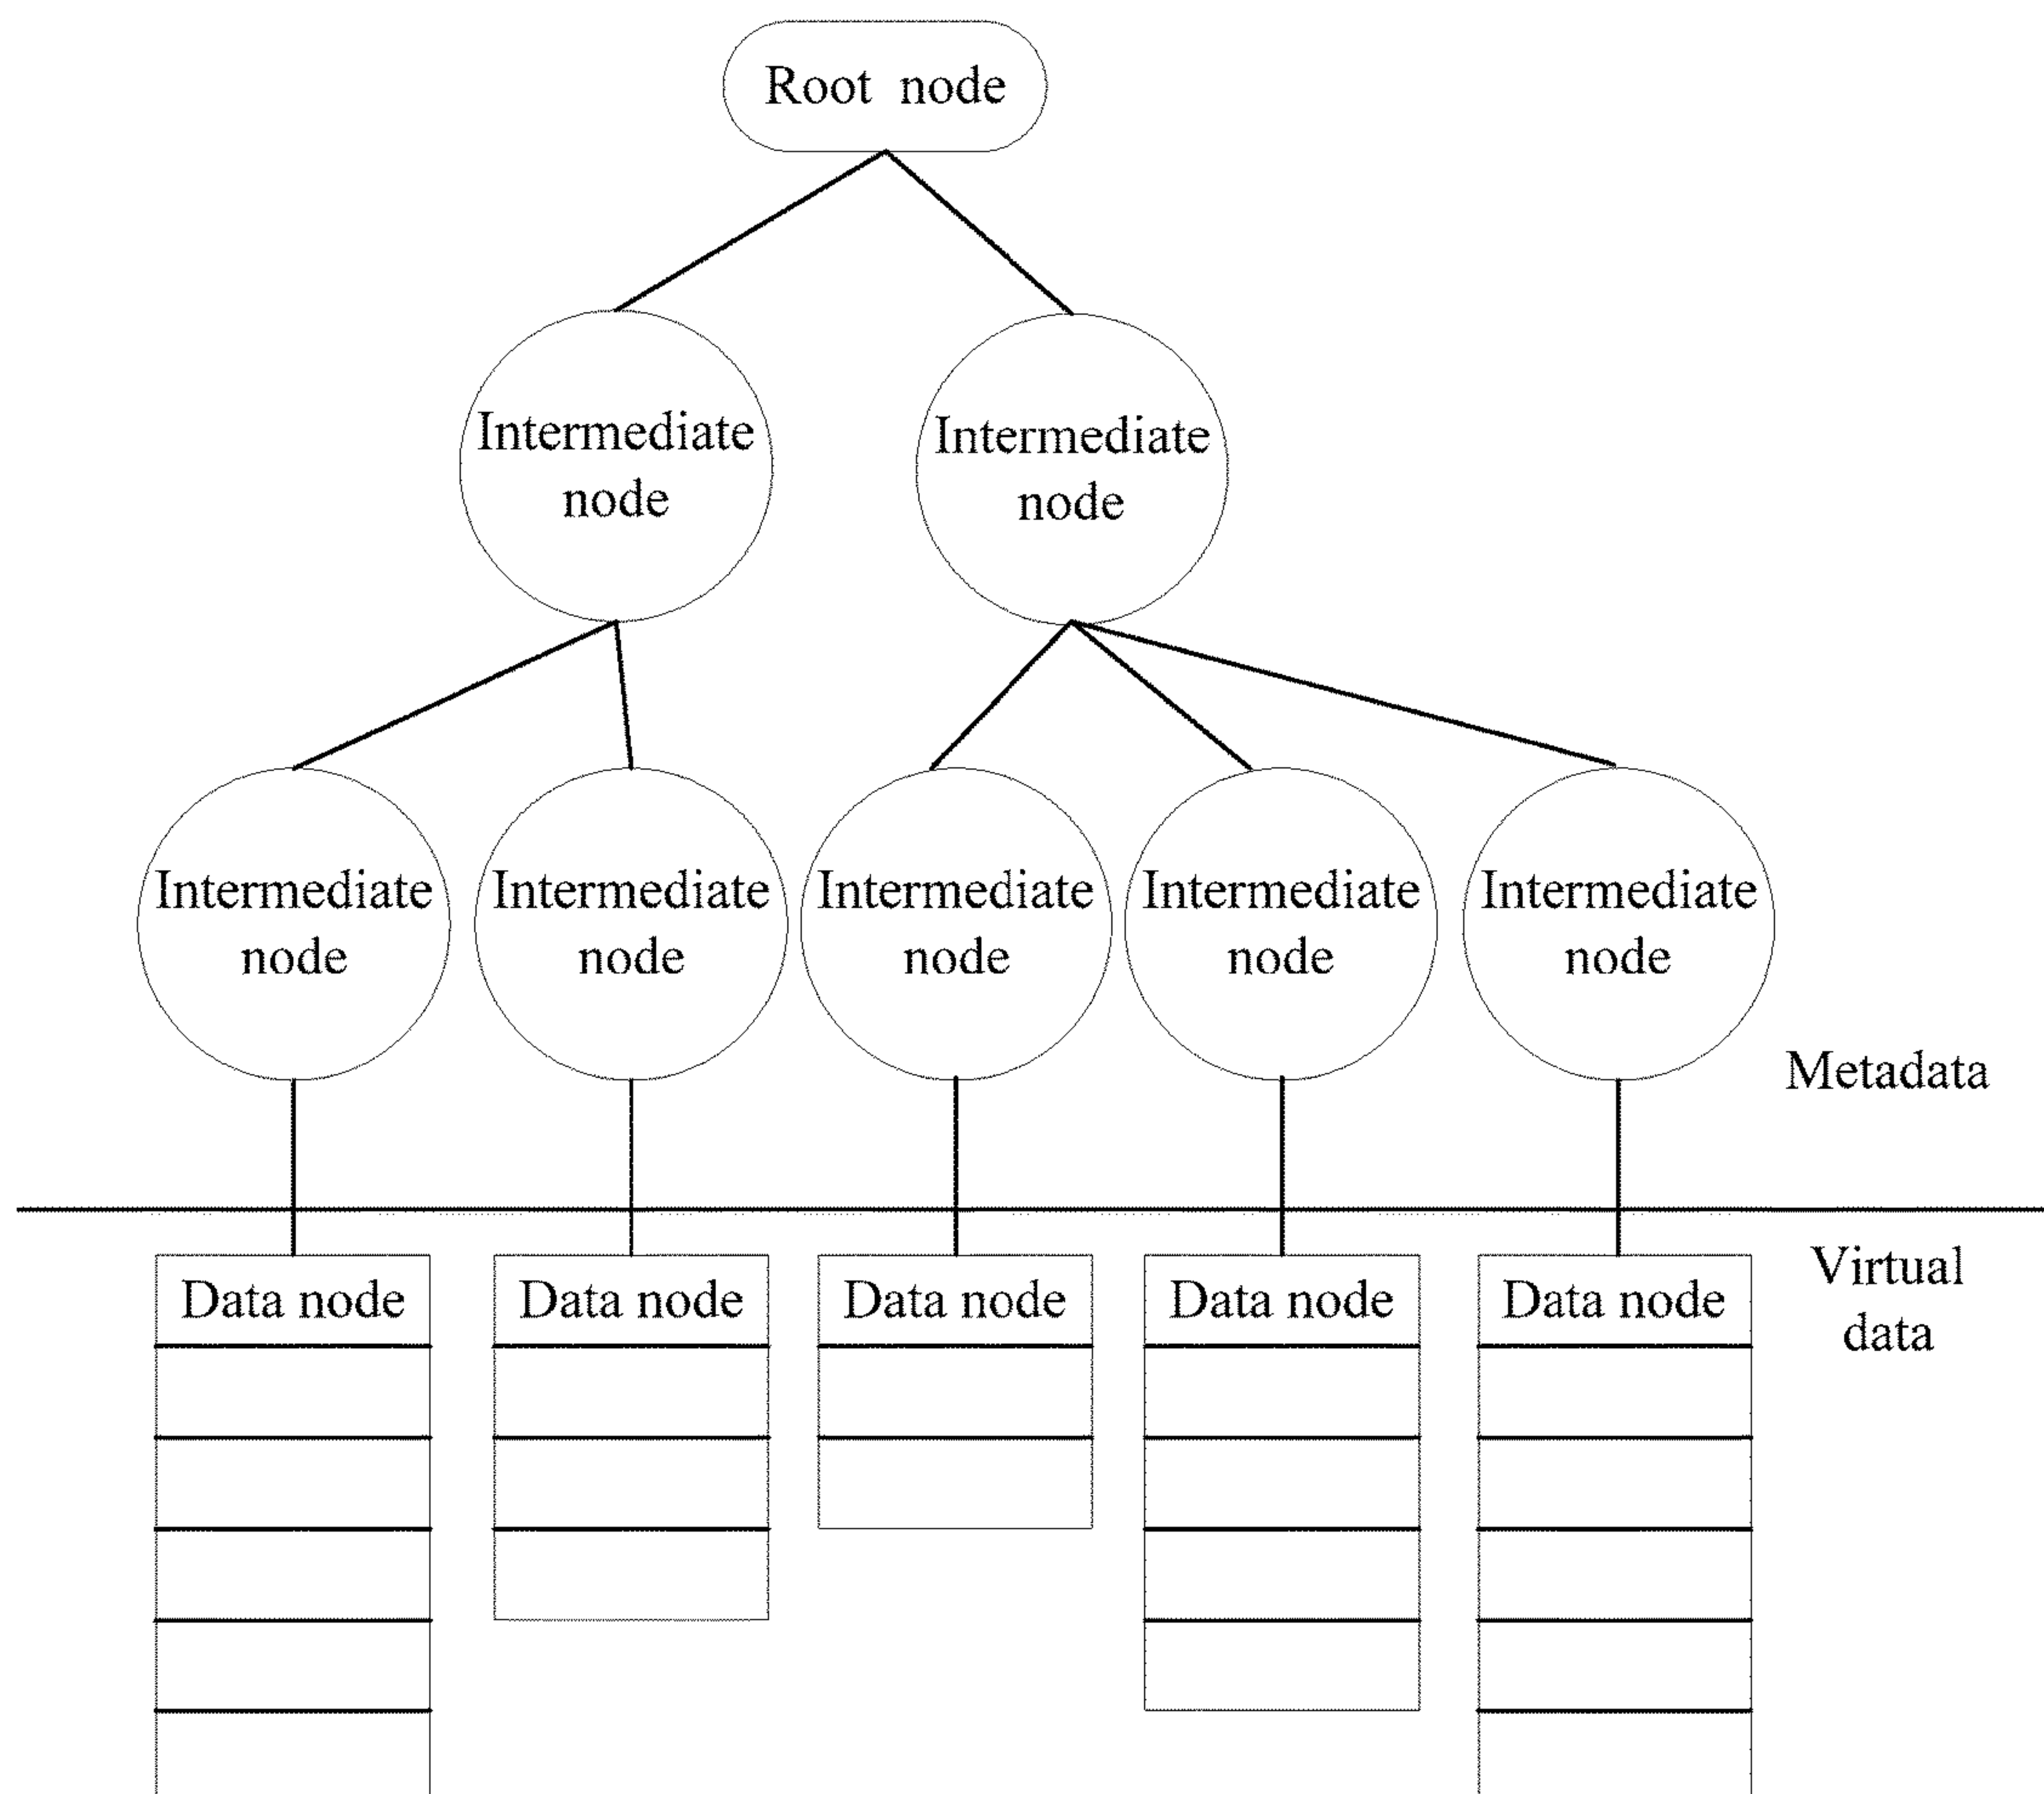 Root node
Intermediate
node
Intermediate
node
Intermediate
node
Intermediate
node
Intermediate
node
Intermediate
node
Intermediate
node
Metadata
Virtual
data
Data node
Data node
Data node
Data node
Data node